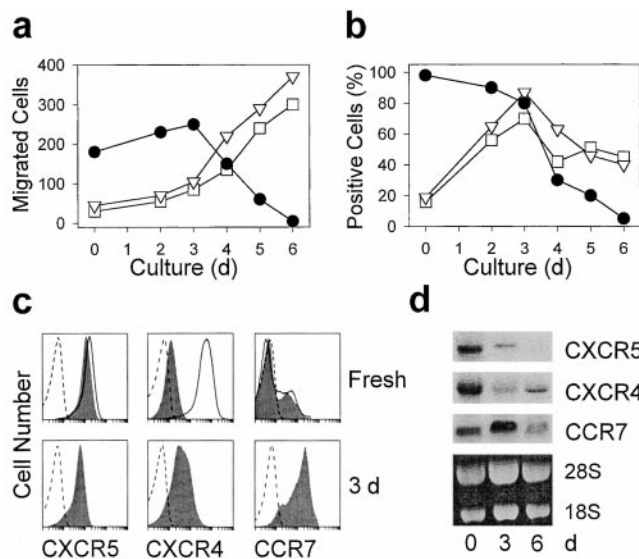 a
b
Migrated Cells
400
300
200
100
0
0 1 2 3 4 5 6
Culture (d)
Positive Cells (%)
100
80
60
40
20
0
0 1 2 3 4 5 6
Culture (d)
c
d
Cell Number
Fresh
3 d
CXCR5 CXCR4 CCR7
CXCR5
CXCR4
CCR7
28S
18S
0 3 6 d